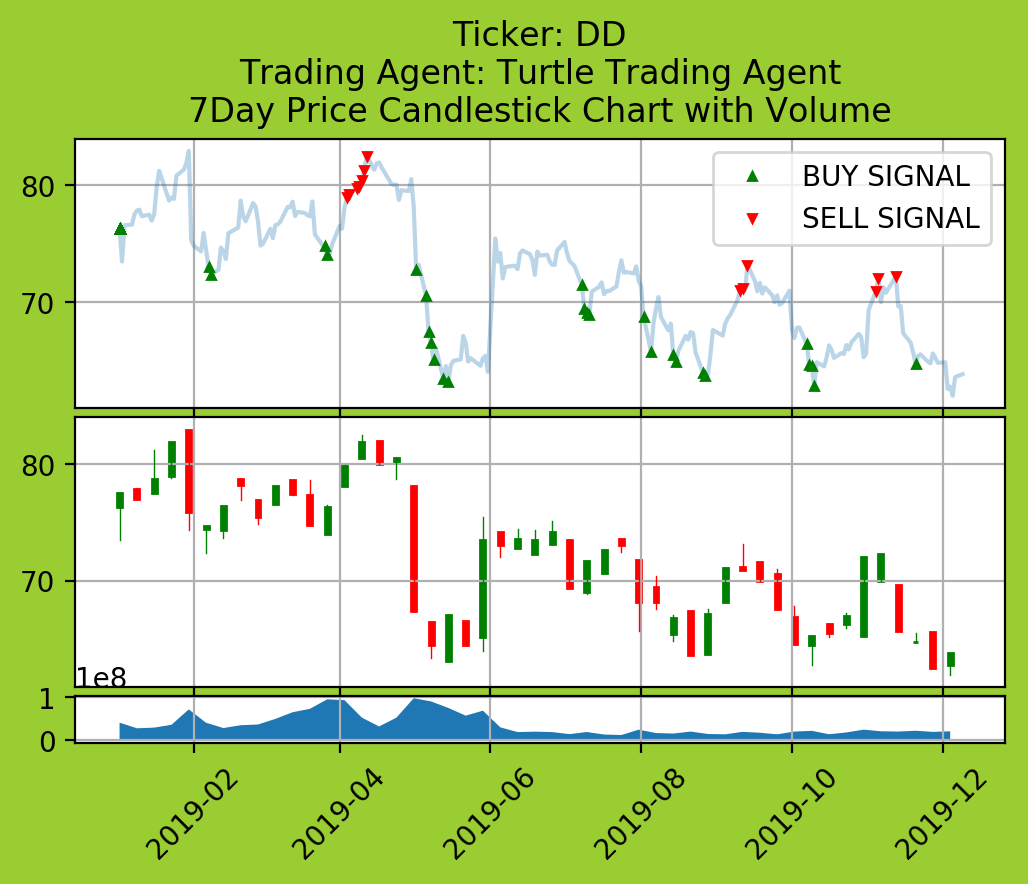 Ticker: DD
Trading Agent: Turtle Trading Agent
7Day Price Candlestick Chart with Volume
BUY SIGNAL
SELL SIGNAL
80
70
80
70
1e8
1
0
2019-02
2019-04
2019-06
2019-08
2019-10
2019-12